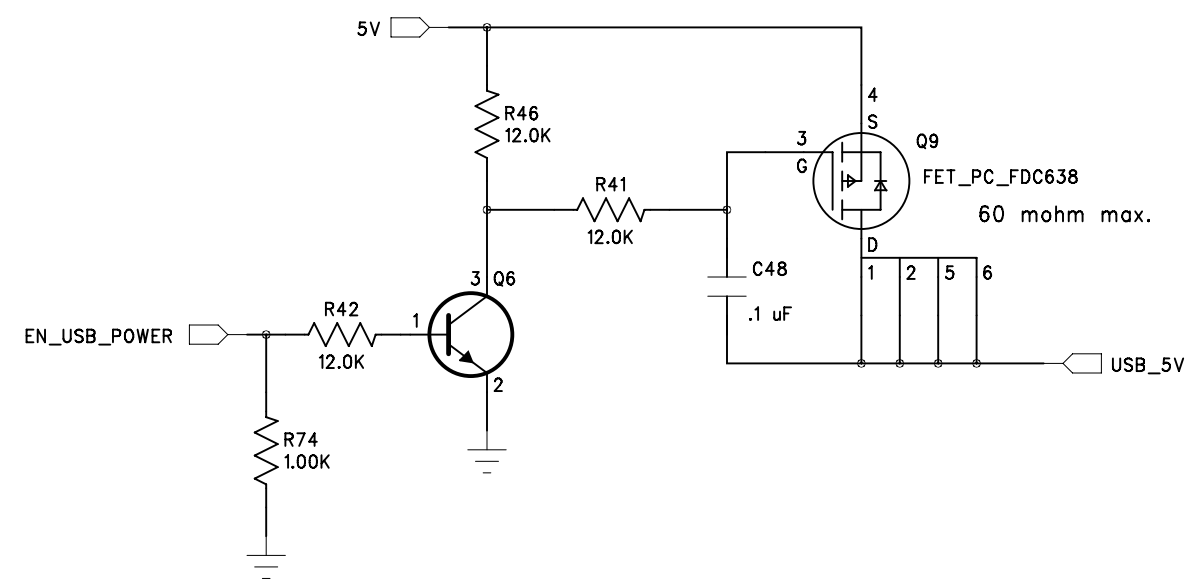 5V
4
S
R46
12.0K
3
G
Q9
FET_PC_FDC638
60 mohm max.
R41
12.0K
D
1
2
5
6
C48
.1 uF
3
Q6
R42
12.0K
1
EN_USB_POWER
2
USB_5V
R74
1.00K